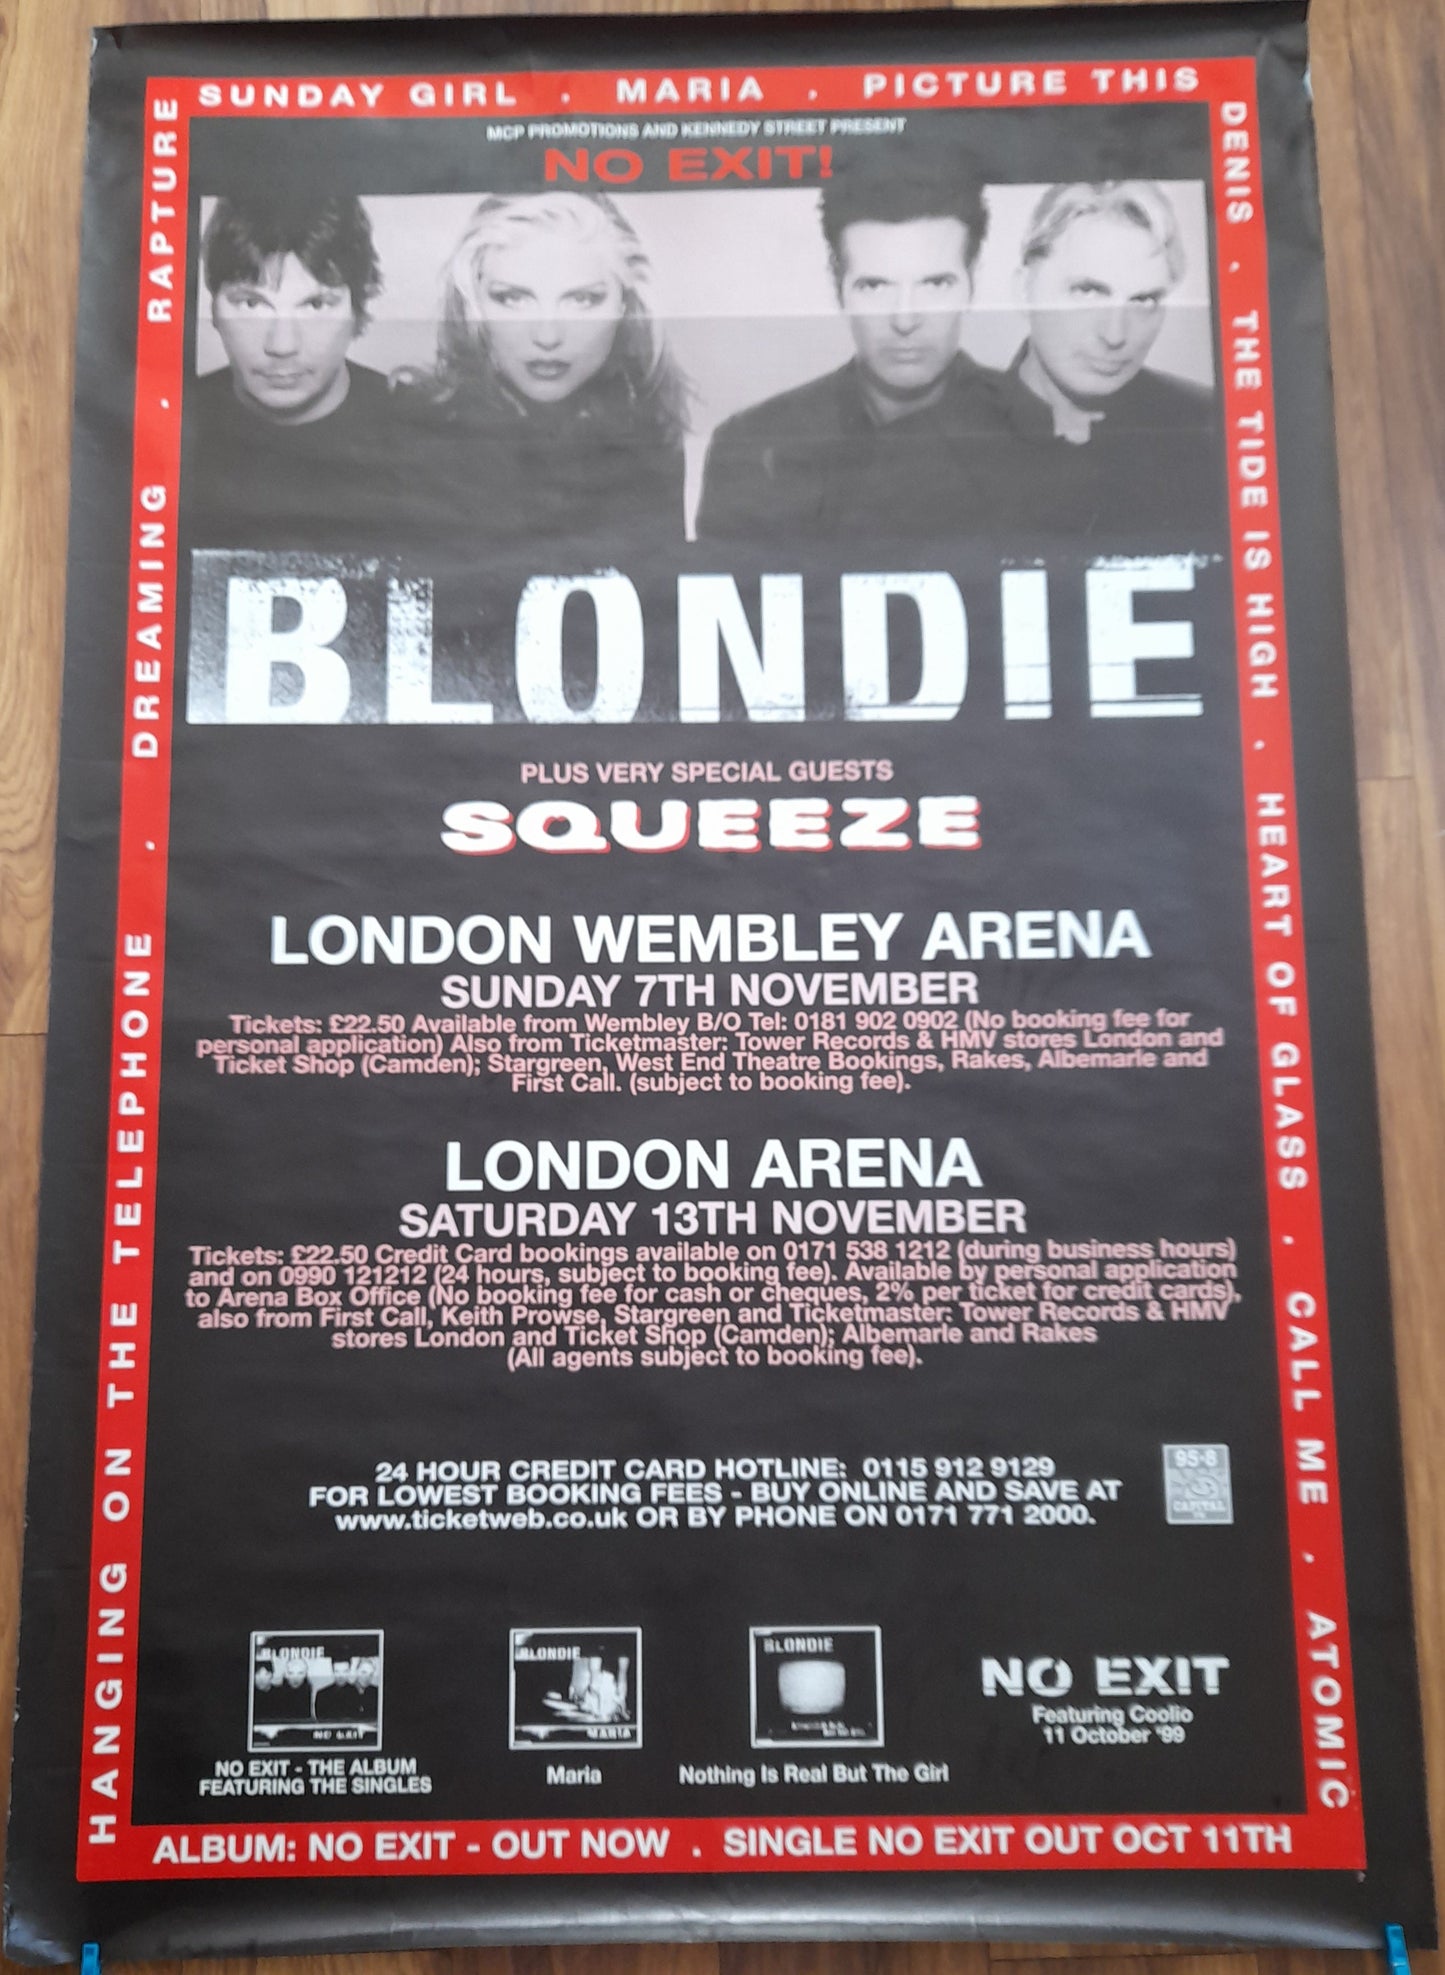 SUNDAY GIRL . MARIA . PICTURE THIS
DENIS . THE TIDE IS HIGH . HEART OF GLASS . CALL ME . ATOMIC
HANGING ON THE TELEPHONE . DREAMING . RAPTURE
MCP PROMOTIONS AND KENNEDY STREET PRESENT
NO EXIT!
BLONDIE
PLUS VERY SPECIAL GUESTS
SQUEEZE
LONDON WEMBLEY ARENA
SUNDAY 7TH NOVEMBER
Tickets: £22.50 Available from Wembley B/O Tel: 0181 902 0902 (No booking fee for
personal application) Also from Ticketmaster: Tower Records & HMV stores London and
Ticket Shop (Camden); Stargreen, West End Theatre Bookings, Rakes, Albemarle and
First Call. (subject to booking fee).
LONDON ARENA
SATURDAY 13TH NOVEMBER
Tickets: £22.50 Credit Card bookings available on 0171 538 1212 (during business hours)
and on 0990 121212 (24 hours, subject to booking fee). Available by personal application
to Arena Box Office (No booking fee for cash or cheques, 2% per ticket for credit cards),
also from First Call, Keith Prowse, Stargreen and Ticketmaster: Tower Records & HMV
stores London and Ticket Shop (Camden); Albemarle and Rakes
(All agents subject to booking fee).
24 HOUR CREDIT CARD HOTLINE: 0115 912 9129
FOR LOWEST BOOKING FEES - BUY ONLINE AND SAVE AT
www.ticketweb.co.uk OR BY PHONE ON 0171 771 2000.
95·8
CAPITAL
BLONDIE
NO EXIT
NO EXIT - THE ALBUM
FEATURING THE SINGLES
BLONDIE
MARIA
Maria
BLONDIE
Nothing Is Real But The Girl
NO EXIT
Featuring Coolio
11 October '99
ALBUM: NO EXIT - OUT NOW . SINGLE NO EXIT OUT OCT 11TH